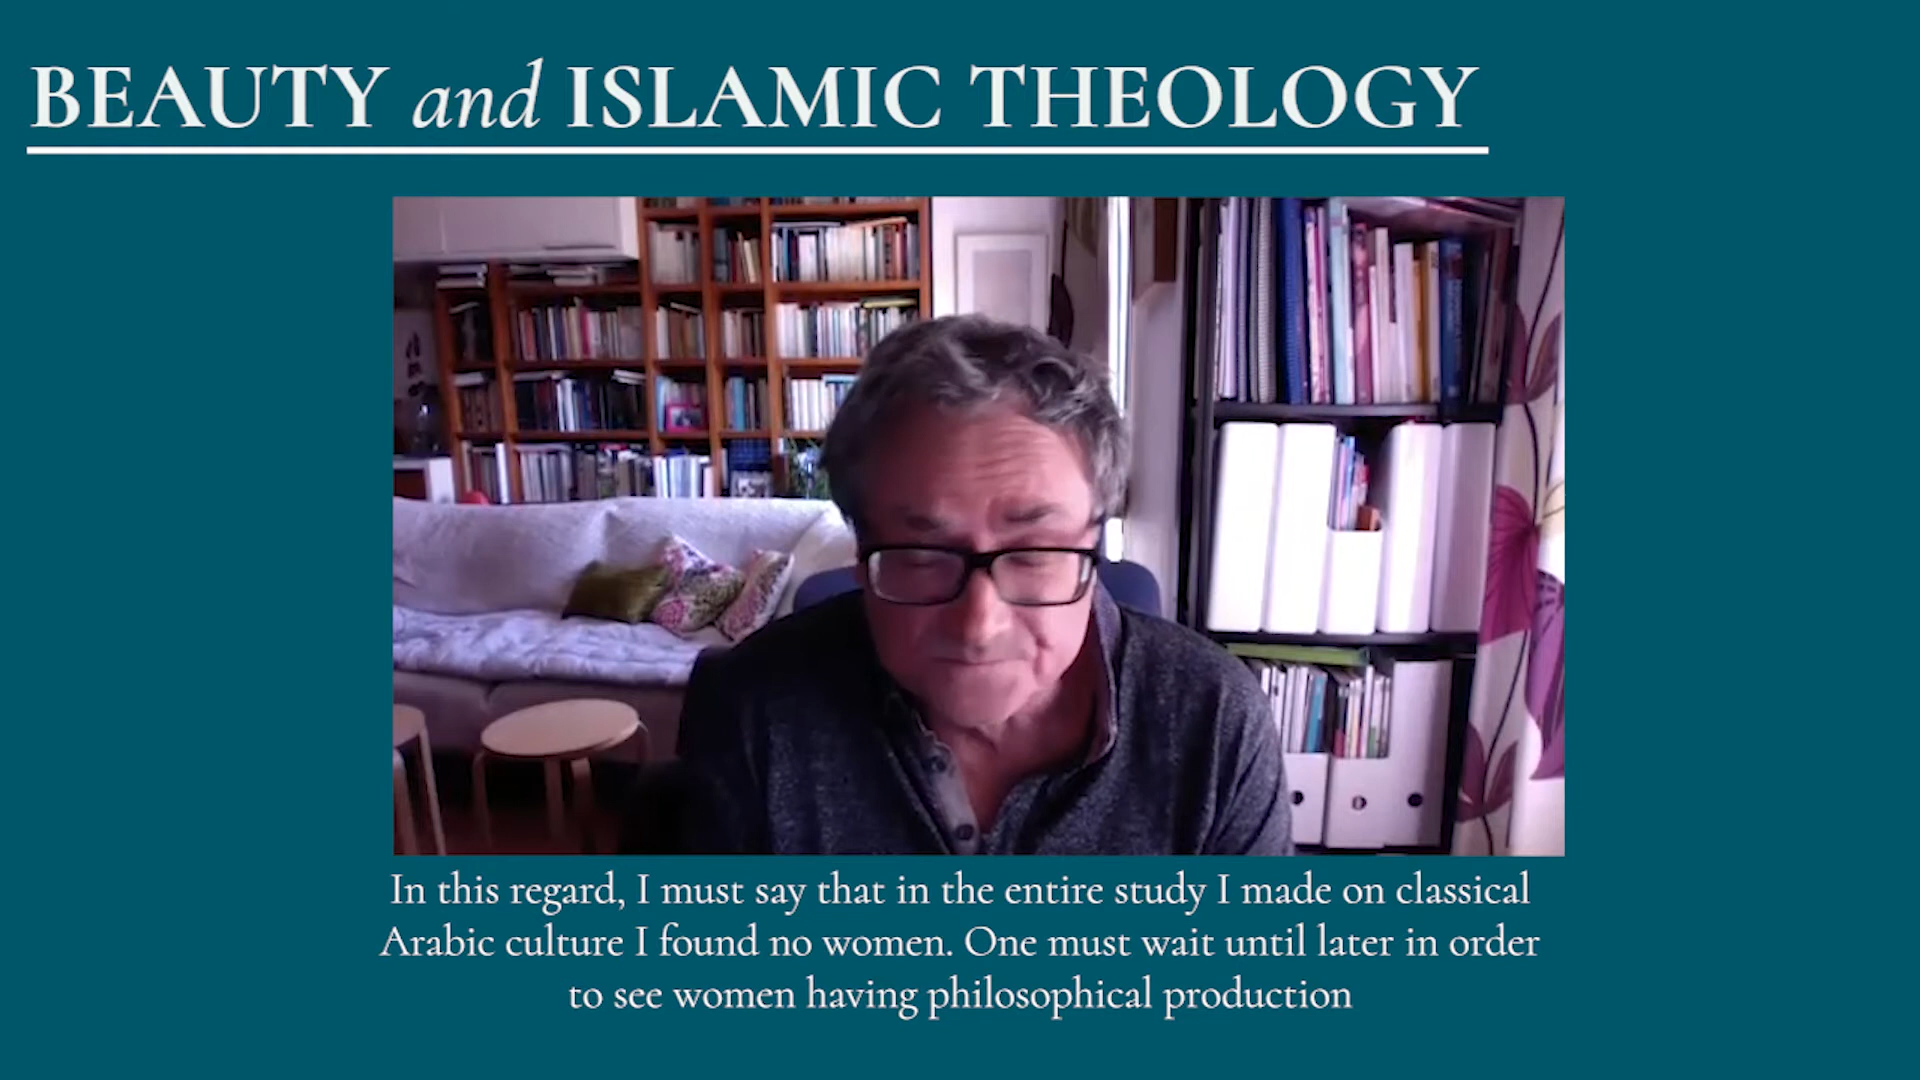 BEAUTY and ISLAMIC THEOLOGY
In this regard, I must say that in the entire study I made on classical
Arabic culture I found no women. One must wait until later in order
to see women having philosophical production